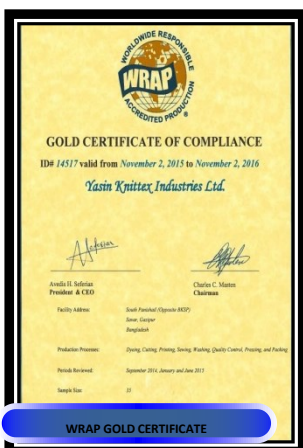 WORLDWIDE RESPONSIBLE
WRAP
ACCREDITED PRODUCTION
®
GOLD CERTIFICATE OF COMPLIANCE
ID# 14517 valid from November 2, 2015 to November 2, 2016
Yasin Knittex Industries Ltd.
Avedis H. Seferian
President & CEO
Charles C. Masten
Chairman
Facility Address:
South Panishail (Opposite BKSP)
Savar, Gazipur
Bangladesh
Production Processes:
Dyeing, Cutting, Printing, Sewing, Washing, Quality Control, Pressing, and Packing
Periods Reviewed:
September 2014, January and June 2015
Sample Size:
WRAP GOLD CERTIFICATE